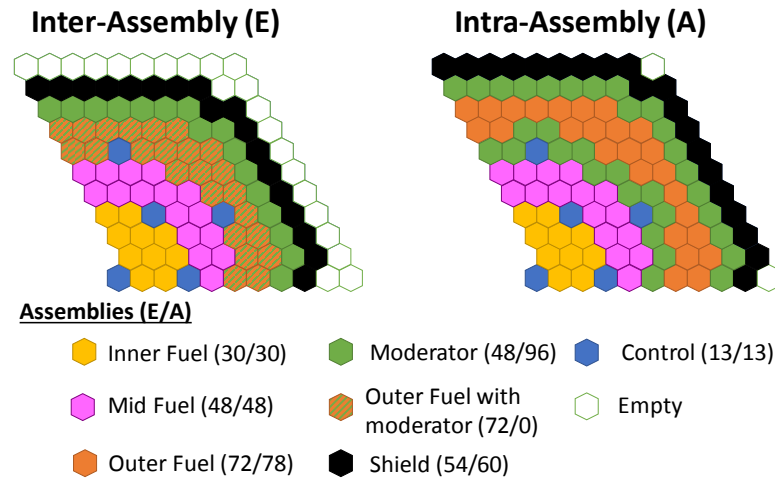 Inter-Assembly (E)
Intra-Assembly (A)
Assemblies (E/A)
Inner Fuel (30/30)
Moderator (48/96)
Control (13/13)
Mid Fuel (48/48)
Outer Fuel with
moderator (72/0)
Empty
Outer Fuel (72/78)
Shield (54/60)